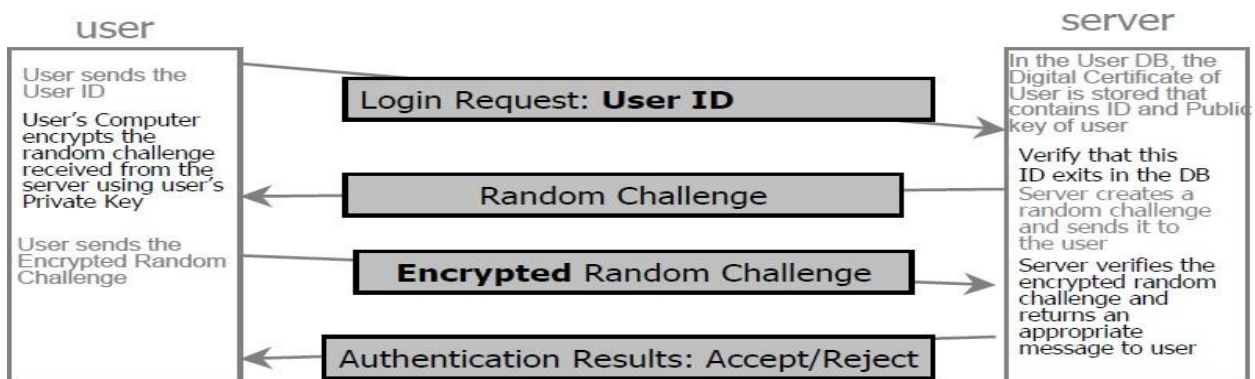 user
server
User sends the
User ID
User's Computer
encrypts the
random challenge
received from the
server using user's
Private Key
User sends the
Encrypted Random
Challenge
Login Request: User ID
Random Challenge
Encrypted Random Challenge
Authentication Results: Accept/Reject
In the User DB, the
Digital Certificate of
User is stored that
contains ID and Public
key of user
Verify that this
ID exits in the DB
Server creates a
random challenge
and sends it to
the user
Server verifies the
encrypted random
challenge and
returns an
appropriate
message to user